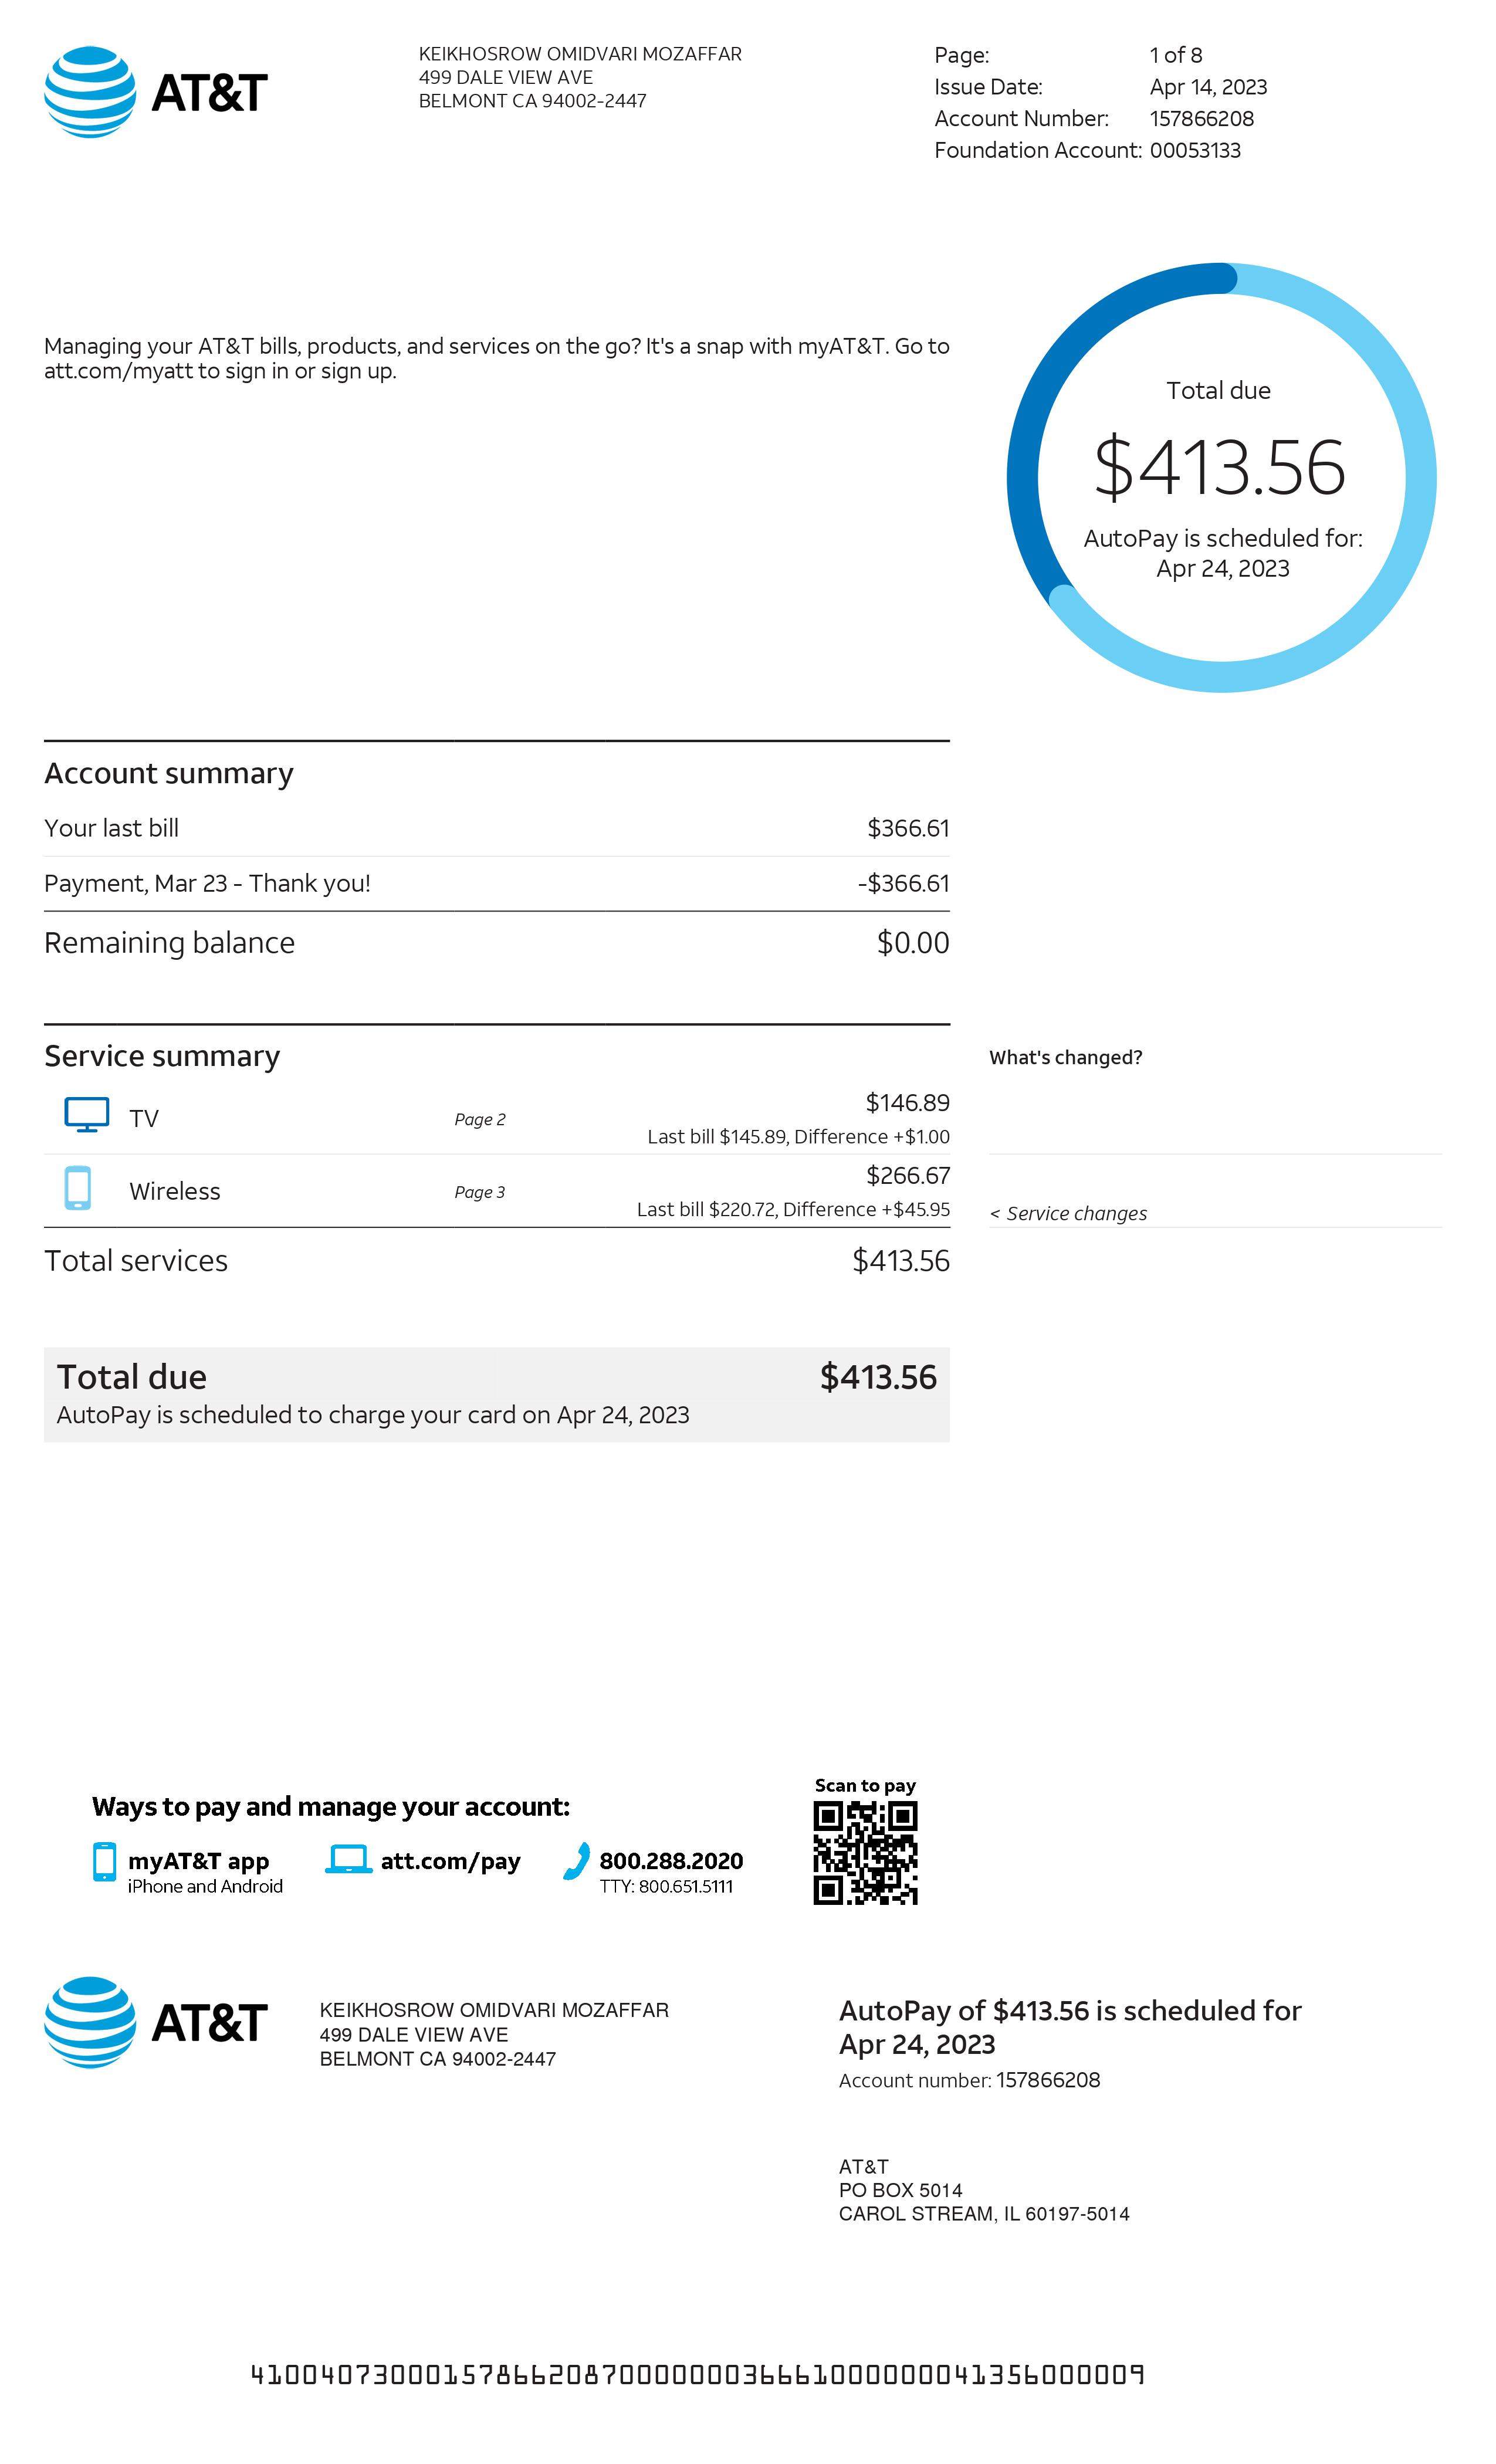 AT&T
KEIKHOSROW OMIDVARI MOZAFFAR
499 DALE VIEW AVE
BELMONT CA 94002-2447
Page: 1 of 8
Issue Date: Apr 14, 2023
Account Number: 157866208
Foundation Account: 00053133
Managing your AT&T bills, products, and services on the go? It's a snap with myAT&T. Go to
att.com/myatt to sign in or sign up.
Total due
$413.56
AutoPay is scheduled for:
Apr 24, 2023
Account summary
Your last bill $366.61
Payment, Mar 23 - Thank you! -$366.61
Remaining balance $0.00
Service summary
What's changed?
TV Page 2 $146.89
Last bill $145.89, Difference +$1.00
Wireless Page 3 $266.67
Last bill $220.72, Difference +$45.95
< Service changes
Total services $413.56
Total due $413.56
AutoPay is scheduled to charge your card on Apr 24, 2023
Ways to pay and manage your account:
myAT&T app
iPhone and Android
att.com/pay
800.288.2020
TTY: 800.651.5111
Scan to pay
AT&T
KEIKHOSROW OMIDVARI MOZAFFAR
499 DALE VIEW AVE
BELMONT CA 94002-2447
AutoPay of $413.56 is scheduled for
Apr 24, 2023
Account number: 157866208
AT&T
PO BOX 5014
CAROL STREAM, IL 60197-5014
41004073000157866208700000003666100000004135600009